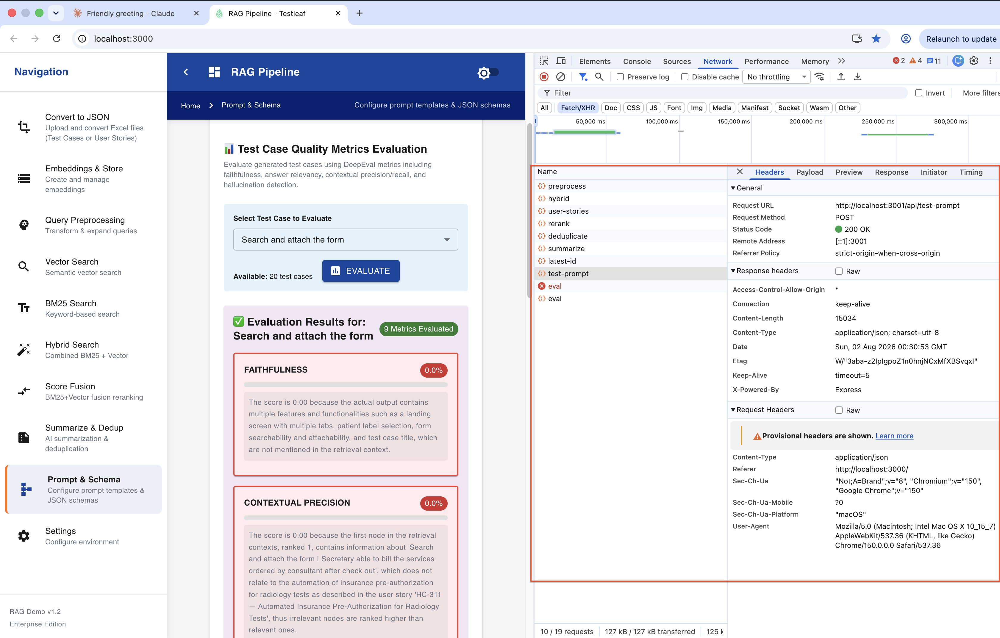 Friendly greeting - Claude
RAG Pipeline - Testleaf
localhost:3000
Relaunch to update
Navigation
Convert to JSON
Upload and convert Excel files
(Test Cases or User Stories)
Embeddings & Store
Create and manage
embeddings
Query Preprocessing
Transform & expand queries
Vector Search
Semantic vector search
BM25 Search
Keyword-based search
Hybrid Search
Combined BM25 + Vector
Score Fusion
BM25+Vector fusion reranking
Summarize & Dedup
AI summarization &
deduplication
Prompt & Schema
Configure prompt templates &
JSON schemas
Settings
Configure environment
RAG Demo v1.2
Enterprise Edition
RAG Pipeline
Home > Prompt & Schema
Configure prompt templates & JSON schemas
📊 Test Case Quality Metrics Evaluation
Evaluate generated test cases using DeepEval metrics including
faithfulness, answer relevancy, contextual precision/recall, and
hallucination detection.
Select Test Case to Evaluate
Search and attach the form
Available: 20 test cases
EVALUATE
✅ Evaluation Results for:
Search and attach the form
9 Metrics Evaluated
FAITHFULNESS
0.0%
The score is 0.00 because the actual output contains
multiple features and functionalities such as a landing
screen with multiple tabs, patient label selection, form
searchability and attachability, and test case title, which
are not mentioned in the retrieval context.
CONTEXTUAL PRECISION
0.0%
The score is 0.00 because the first node in the retrieval
contexts, ranked 1, contains information about 'Search
and attach the form | Secretary able to bill the services
ordered by consultant after check out', which does not
relate to the automation of insurance pre-authorization
for radiology tests as described in the user story 'HC-311
— Automated Insurance Pre-Authorization for Radiology
Tests', thus irrelevant nodes are ranked higher than
relevant ones.
Elements Console Sources Network Performance Memory
2 4 11
Preserve log Disable cache No throttling
Filter Invert More filters
All Fetch/XHR Doc CSS JS Font Img Media Manifest Socket Wasm Other
50,000 ms 100,000 ms 150,000 ms 200,000 ms 250,000 ms 300,000 ms
Name
preprocess
hybrid
user-stories
rerank
deduplicate
summarize
latest-id
test-prompt
eval
eval
10 / 19 requests 127 kB / 127 kB transferred 125 k
Headers Payload Preview Response Initiator Timing
General
Request URL http://localhost:3001/api/test-prompt
Request Method POST
Status Code 200 OK
Remote Address [::1]:3001
Referrer Policy strict-origin-when-cross-origin
Response headers Raw
Access-Control-Allow-Origin *
Connection keep-alive
Content-Length 15034
Content-Type application/json; charset=utf-8
Date Sun, 02 Aug 2026 00:30:53 GMT
Etag W/"3aba-z2lpIgpoZ1n0hnjNCxMfXBSvqxI"
Keep-Alive timeout=5
X-Powered-By Express
Request Headers Raw
Provisional headers are shown. Learn more
Content-Type application/json
Referer http://localhost:3000/
Sec-Ch-Ua "Not;A=Brand";v="8", "Chromium";v="150",
"Google Chrome";v="150"
Sec-Ch-Ua-Mobile ?0
Sec-Ch-Ua-Platform "macOS"
User-Agent Mozilla/5.0 (Macintosh; Intel Mac OS X 10_15_7)
AppleWebKit/537.36 (KHTML, like Gecko)
Chrome/150.0.0.0 Safari/537.36